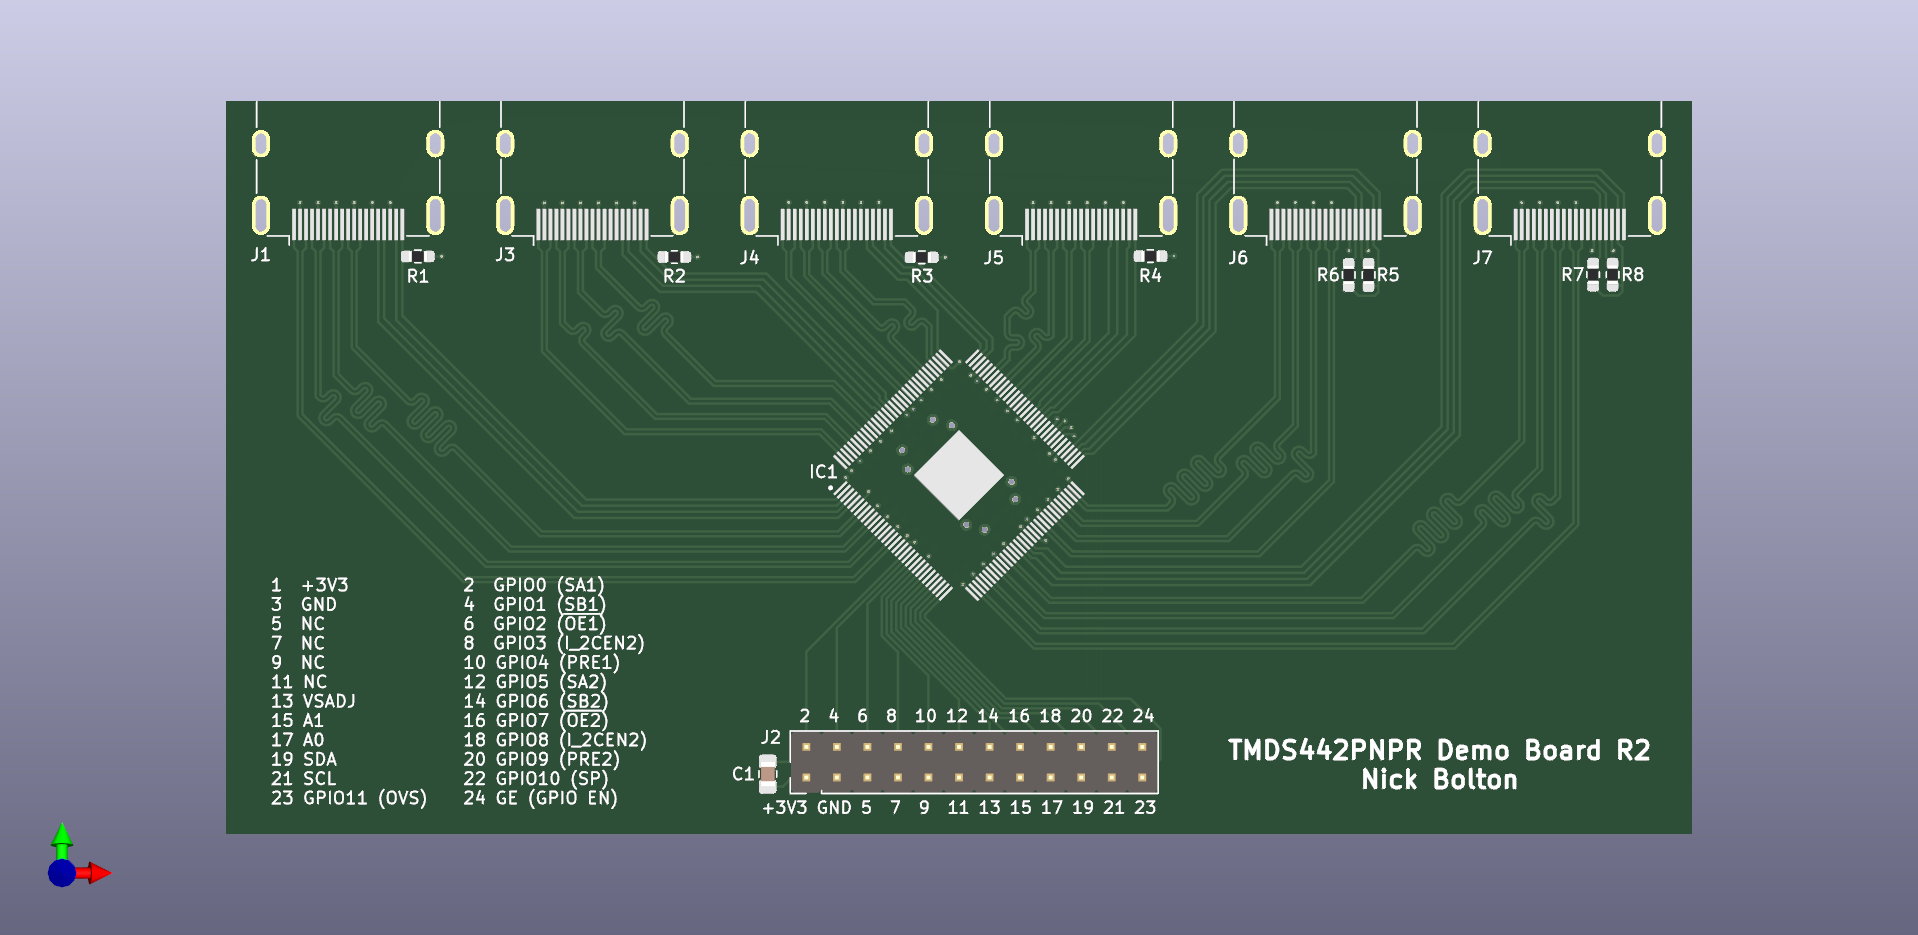 J1
J3
J4
J5
J6
J7
R1
R2
R3
R4
R6
R5
R7
R8
IC1
1 +3V3 2 GPIO0 (SA1)
3 GND 4 GPIO1 (SB1)
5 NC 6 GPIO2 (OE1)
7 NC 8 GPIO3 (I_2CEN2)
9 NC 10 GPIO4 (PRE1)
11 NC 12 GPIO5 (SA2)
13 VSADJ 14 GPIO6 (SB2)
15 A1 16 GPIO7 (OE2)
17 A0 18 GPIO8 (I_2CEN2)
19 SDA 20 GPIO9 (PRE2)
21 SCL 22 GPIO10 (SP)
23 GPIO11 (OVS) 24 GE (GPIO EN)
2 4 6 8 10 12 14 16 18 20 22 24
J2
C1
+3V3 GND 5 7 9 11 13 15 17 19 21 23
TMDS442PNPR Demo Board R2
Nick Bolton